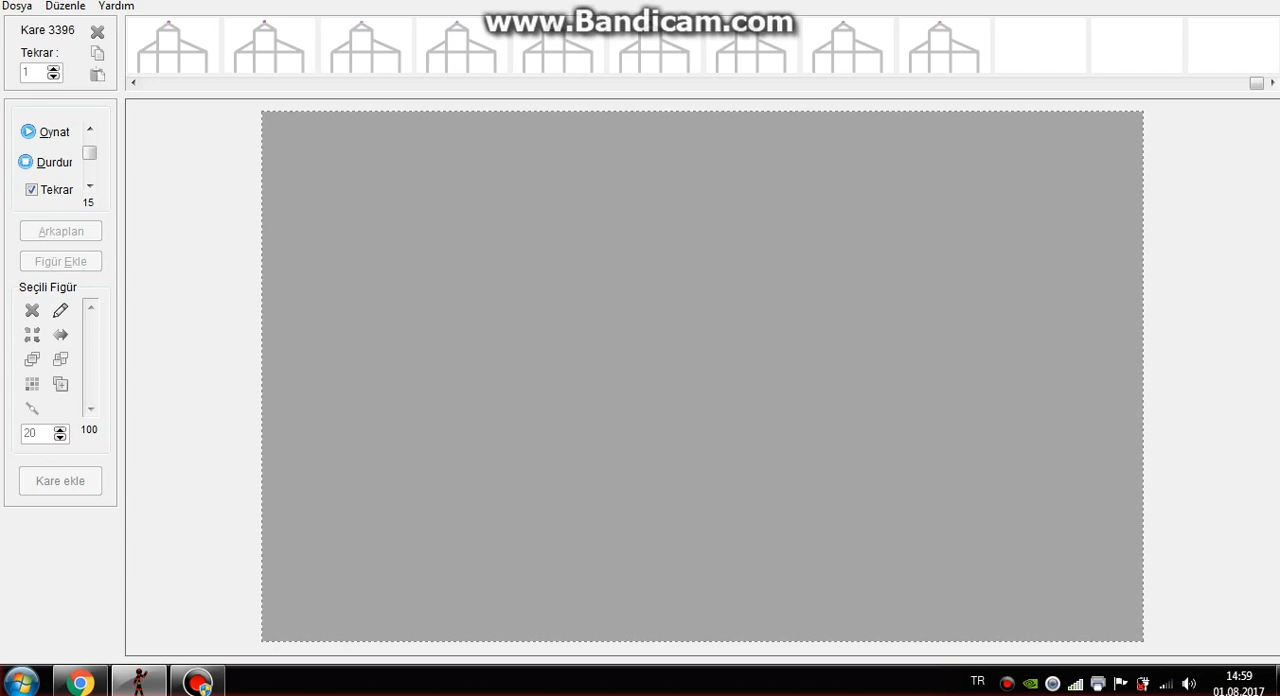 Dosya Düzenle Yardım
www.Bandicam.com
Kare 3396
Tekrar :
1
Oynat
Durdur
Tekrar
15
Arkaplan
Figür Ekle
Seçili Figür
20
100
Kare ekle
TR
14:59
01.08.2017